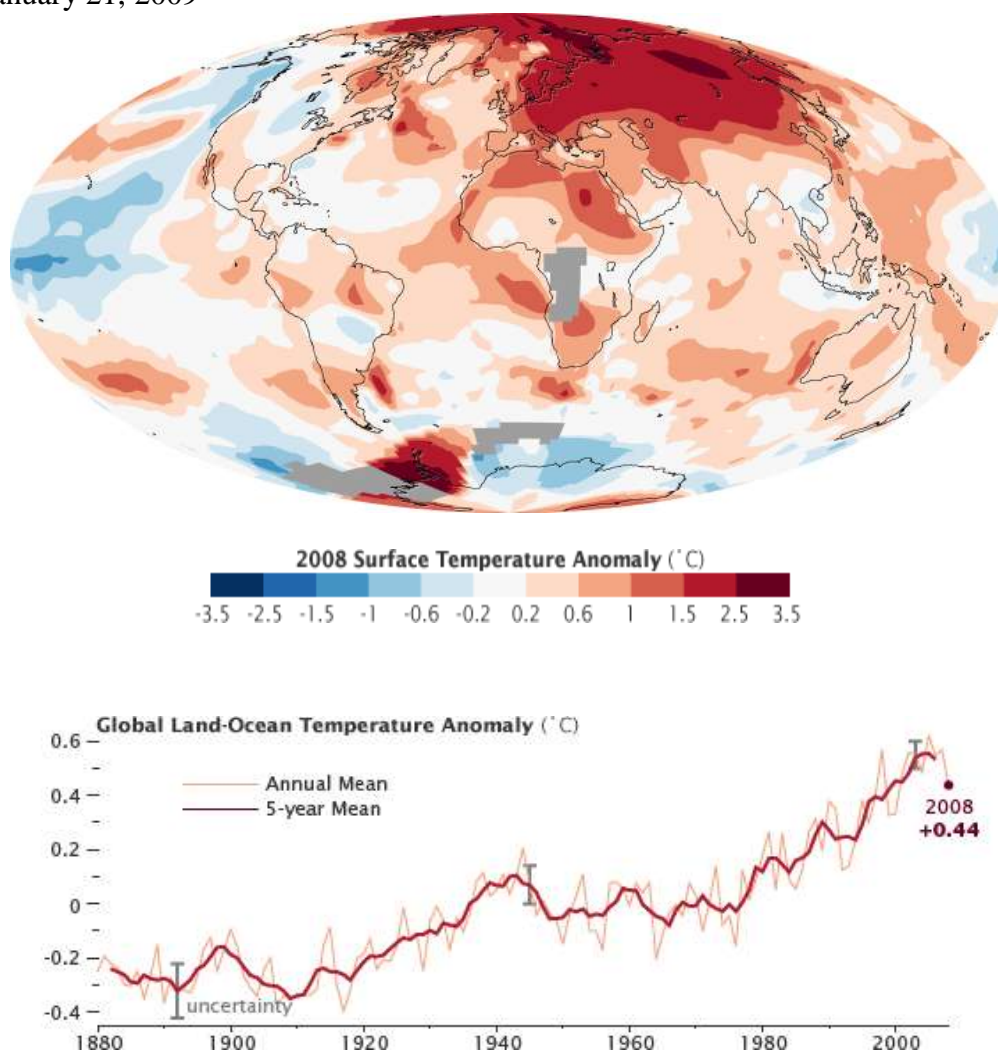 anuary 21, 2009
2008 Surface Temperature Anomaly (˚C)
-3.5 -2.5 -1.5 -1 -0.6 -0.2 0.2 0.6 1 1.5 2.5 3.5
Global Land-Ocean Temperature Anomaly (˚C)
0.6
Annual Mean
5-year Mean
0.4
2008
+0.44
0.2
0
-0.2
uncertainty
-0.4
1880 1900 1920 1940 1960 1980 2000